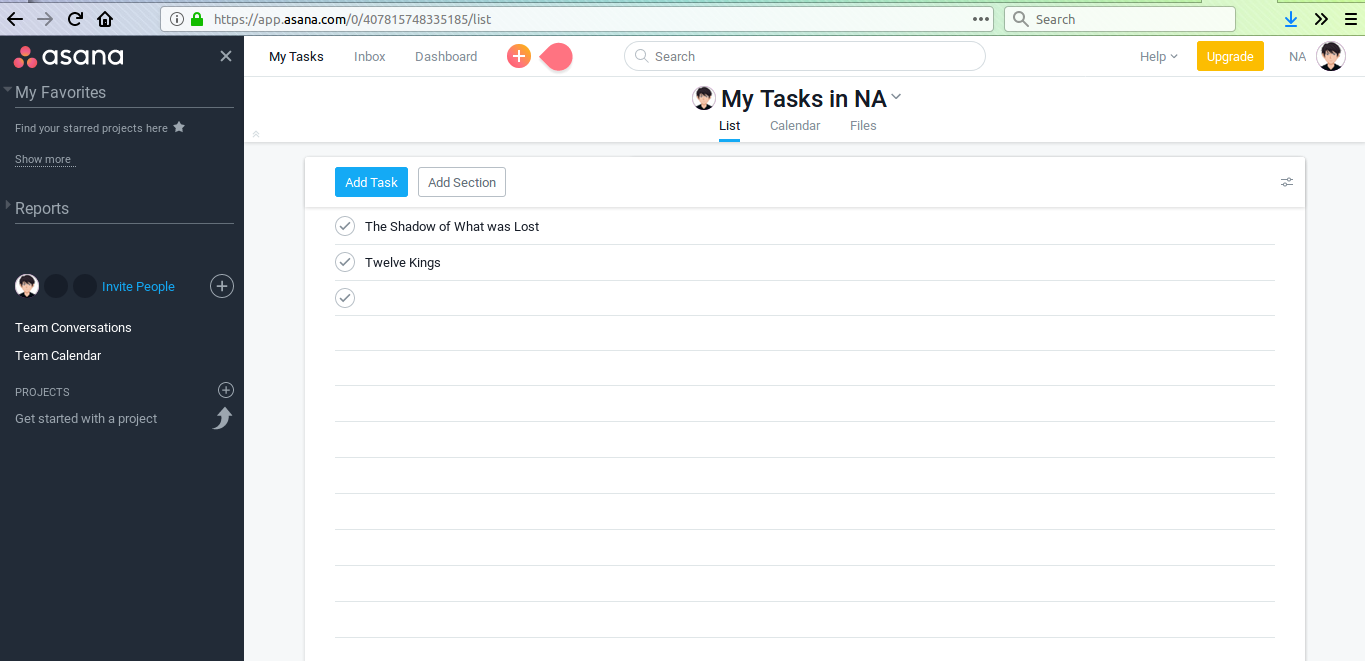 https://app.asana.com/0/407815748335185/list
Search
asana
My Tasks
Inbox
Dashboard
Search
Help
Upgrade
NA
My Favorites
Find your starred projects here
Show more
Reports
Invite People
Team Conversations
Team Calendar
PROJECTS
Get started with a project
My Tasks in NA
List
Calendar
Files
Add Task
Add Section
The Shadow of What was Lost
Twelve Kings